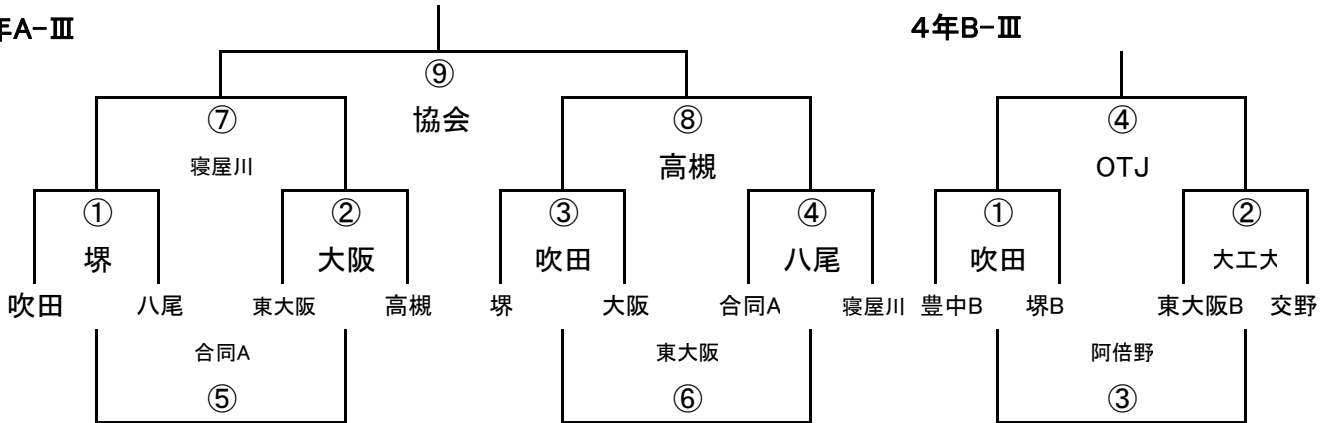 年A-Ⅲ 4年B-Ⅲ
⑨
協会
⑦ ⑧ ④
寝屋川 高槻 OTJ
① ② ③ ④ ① ②
堺 大阪 吹田 八尾 吹田 大工大
吹田 八尾 東大阪 高槻 堺 大阪 合同A 寝屋川 豊中B 堺B 東大阪B 交野
合同A 東大阪 阿倍野
⑤ ⑥ ③